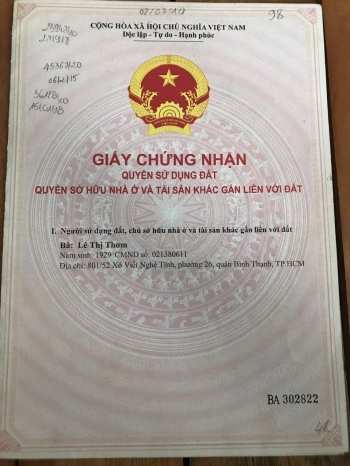 02/03/10
98
CỘNG HÒA XÃ HỘI CHỦ NGHĨA VIỆT NAM
Độc lập - Tự do - Hạnh phúc
GIẤY CHỨNG NHẬN
QUYỀN SỬ DỤNG ĐẤT
QUYỀN SỞ HỮU NHÀ Ở VÀ TÀI SẢN KHÁC GẮN LIỀN VỚI ĐẤT
I. Người sử dụng đất, chủ sở hữu nhà ở và tài sản khác gắn liền với đất
Bà: Lê Thị Thơm
Năm sinh: 1929 CMND số: 021380611
Địa chỉ: 801/52 Xô Viết Nghệ Tĩnh, phường 26, quận Bình Thạnh, TP.HCM
BA 302822